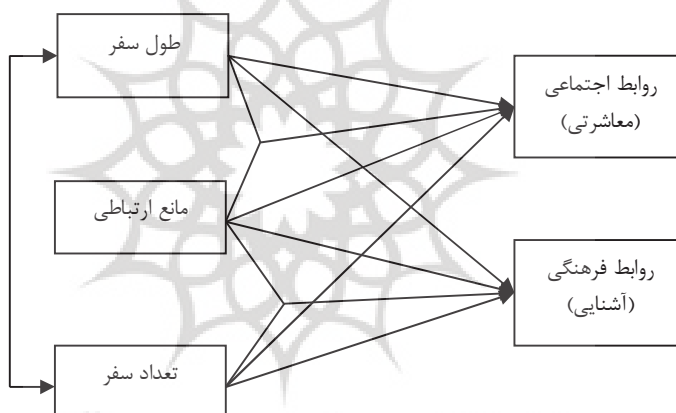 طول سفر
روابط اجتماعی
(معاشرتی)
مانع ارتباطی
روابط فرهنگی
(آشنایی)
تعداد سفر